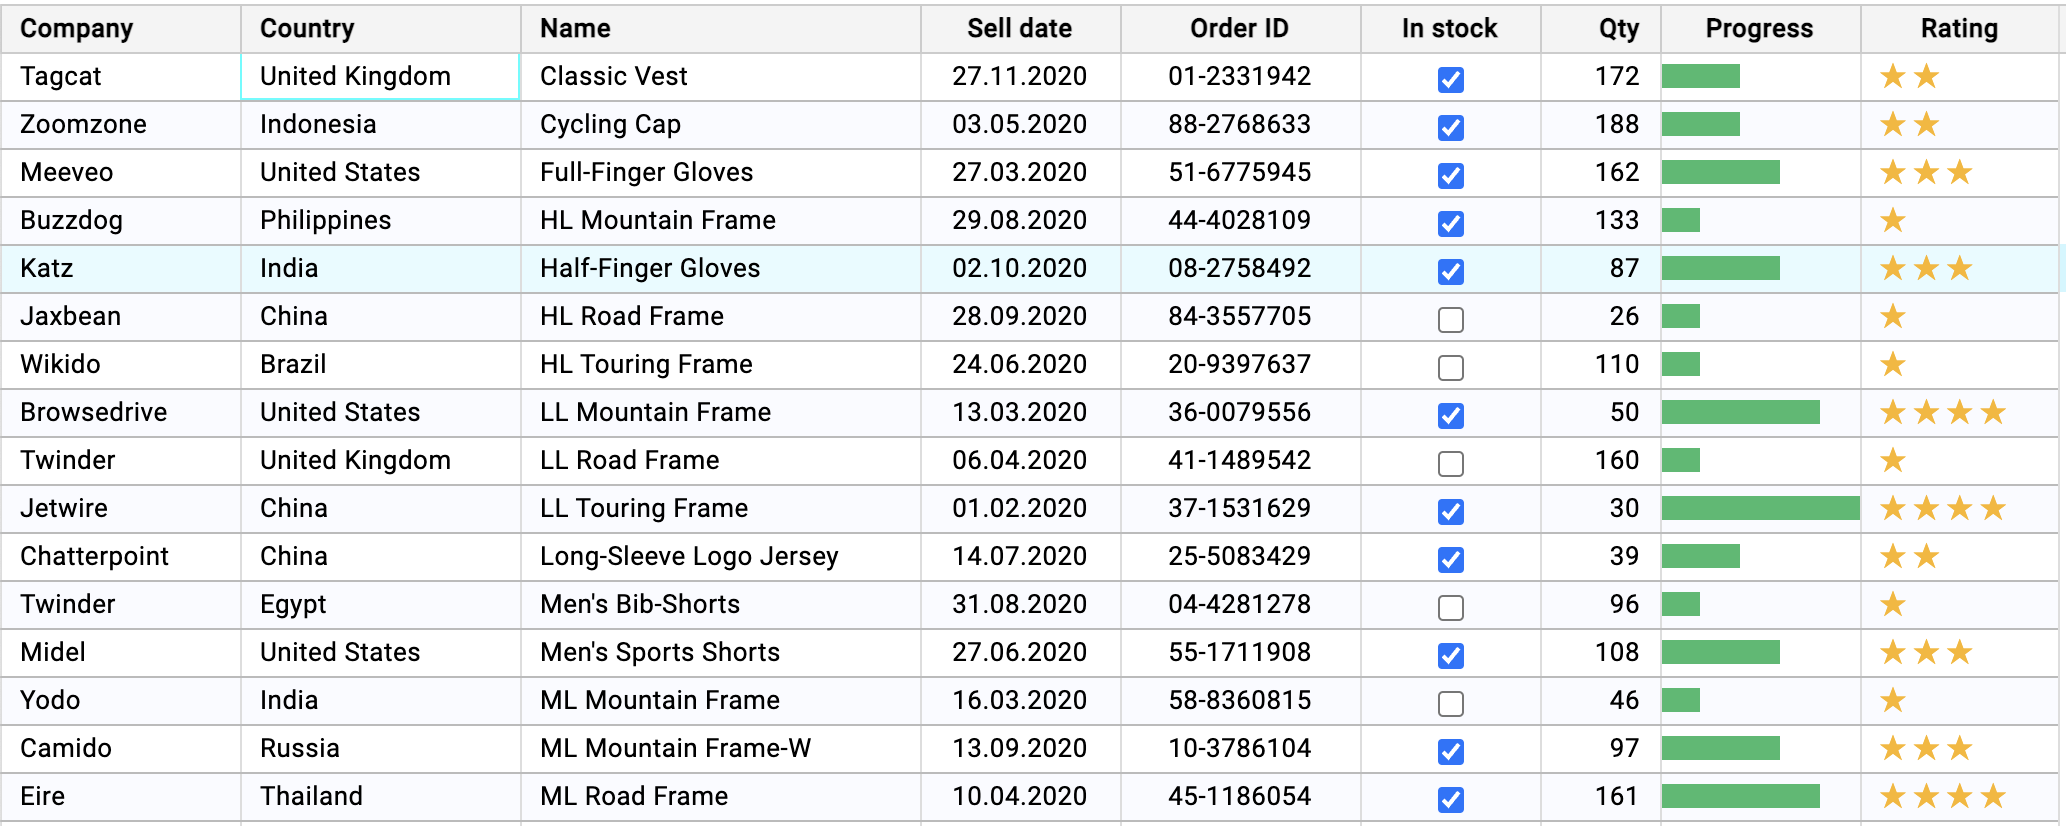 Company Country Name Sell date Order ID In stock Qty Progress Rating
Tagcat United Kingdom Classic Vest 27.11.2020 01-2331942 172
Zoomzone Indonesia Cycling Cap 03.05.2020 88-2768633 188
Meeveo United States Full-Finger Gloves 27.03.2020 51-6775945 162
Buzzdog Philippines HL Mountain Frame 29.08.2020 44-4028109 133
Katz India Half-Finger Gloves 02.10.2020 08-2758492 87
Jaxbean China HL Road Frame 28.09.2020 84-3557705 26
Wikido Brazil HL Touring Frame 24.06.2020 20-9397637 110
Browsedrive United States LL Mountain Frame 13.03.2020 36-0079556 50
Twinder United Kingdom LL Road Frame 06.04.2020 41-1489542 160
Jetwire China LL Touring Frame 01.02.2020 37-1531629 30
Chatterpoint China Long-Sleeve Logo Jersey 14.07.2020 25-5083429 39
Twinder Egypt Men's Bib-Shorts 31.08.2020 04-4281278 96
Midel United States Men's Sports Shorts 27.06.2020 55-1711908 108
Yodo India ML Mountain Frame 16.03.2020 58-8360815 46
Camido Russia ML Mountain Frame-W 13.09.2020 10-3786104 97
Eire Thailand ML Road Frame 10.04.2020 45-1186054 161